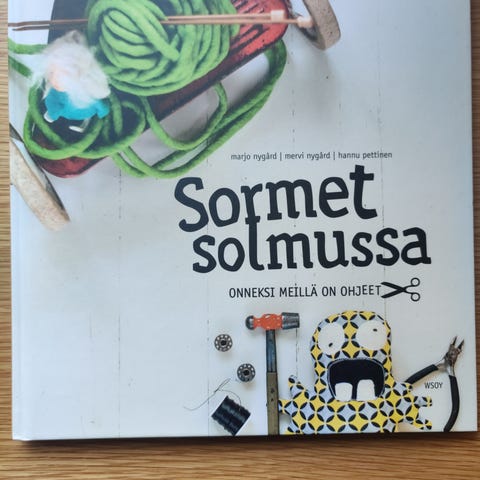 marjo nygård | mervi nygård | hannu pettinen
Sormet
solmussa
ONNEKSI MEILLÄ ON OHJEET
WSOY